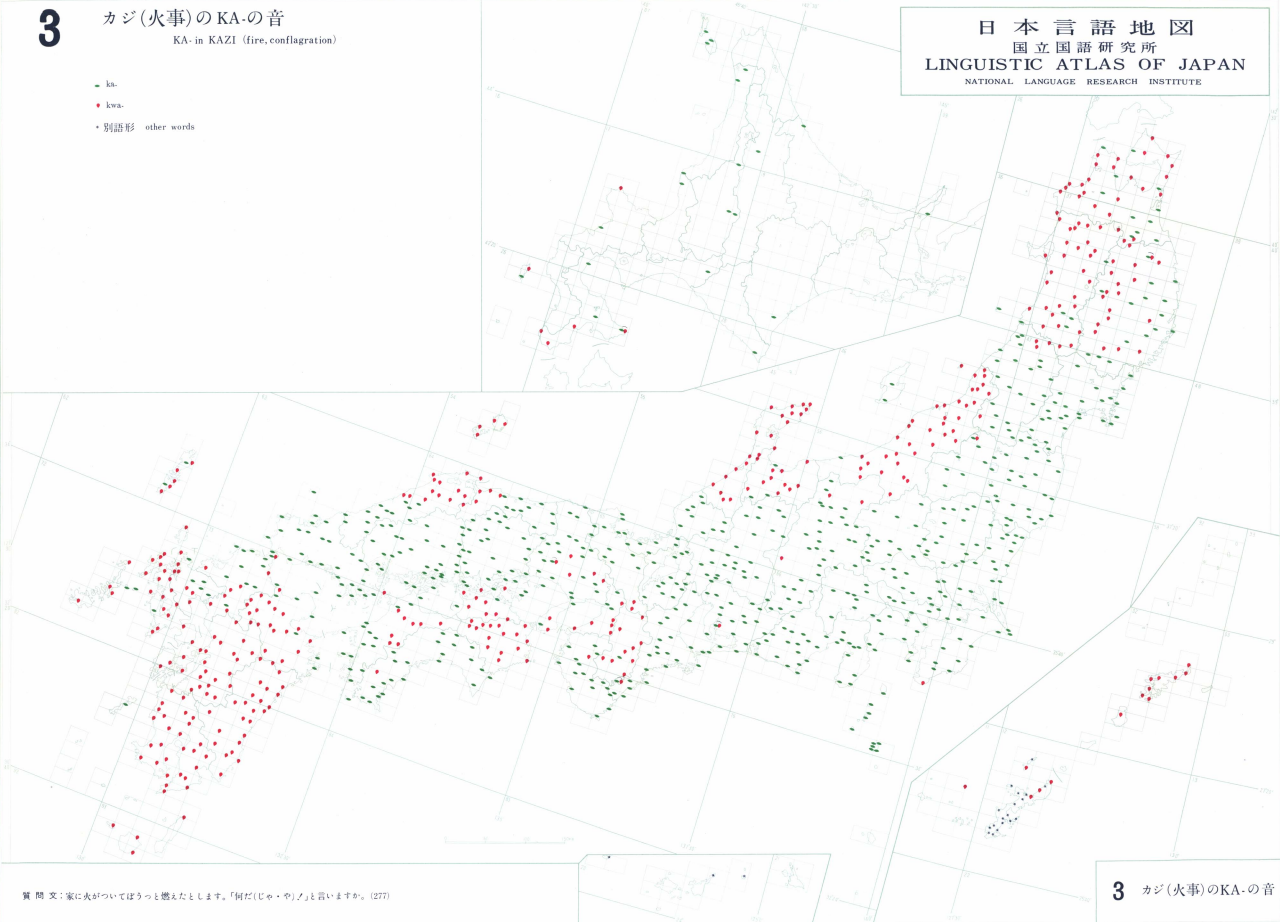 3
カジ(火事)のKA-の音
KA- in KAZI (fire, conflagration)
ka-
kwa-
別語形 other words
日本言語地図
国立国語研究所
LINGUISTIC ATLAS OF JAPAN
NATIONAL LANGUAGE RESEARCH INSTITUTE
質問文:家に火がついてぼうっと燃えたとします。「何だ(じゃ・や)!」と言いますか。(277)
3 カジ(火事)のKA-の音